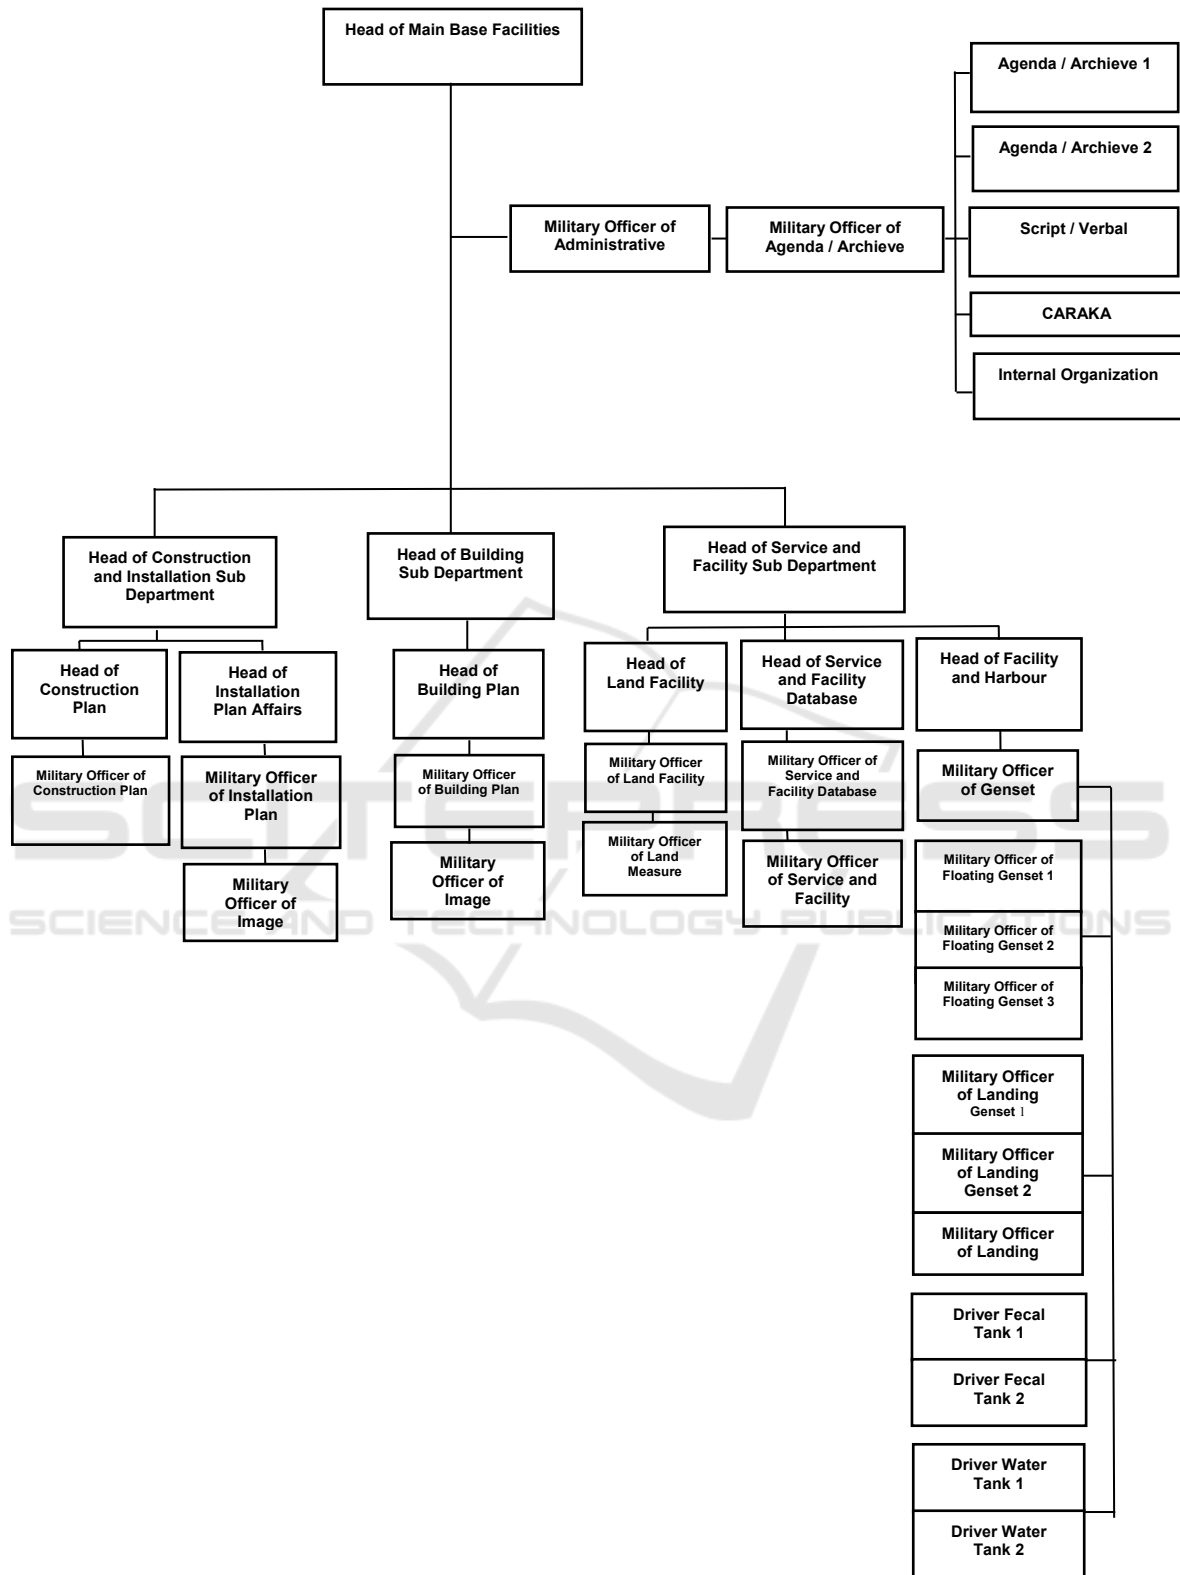 Head of Main Base Facilities
Agenda / Archieve 1
Agenda / Archieve 2
Military Officer of
Administrative
Military Officer of
Agenda / Archieve
Script / Verbal
CARAKA
Internal Organization
Head of Construction
and Installation Sub
Department
Head of Building
Sub Department
Head of Service and
Facility Sub Department
Head of
Construction
Plan
Head of
Installation
Plan Affairs
Head of
Building Plan
Head of
Land Facility
Head of Service
and Facility
Database
Head of Facility
and Harbour
Military Officer of
Construction Plan
Military Officer
of Installation
Plan
Military Officer
of Building Plan
Military Officer
of Land Facility
Military Officer of
Service and
Facility Database
Military Officer
of Genset
Military
Officer of
Image
Military
Officer of
Image
Military Officer
of Land
Measure
Military Officer
of Service and
Facility
Military Officer of
Floating Genset 1
Military Officer of
Floating Genset 2
Military Officer of
Floating Genset 3
Military Officer
of Landing
Genset 1
Military Officer
of Landing
Genset 2
Military Officer
of Landing
Driver Fecal
Tank 1
Driver Fecal
Tank 2
Driver Water
Tank 1
Driver Water
Tank 2
SCITEPRESS
SCIENCE AND TECHNOLOGY PUBLICATIONS